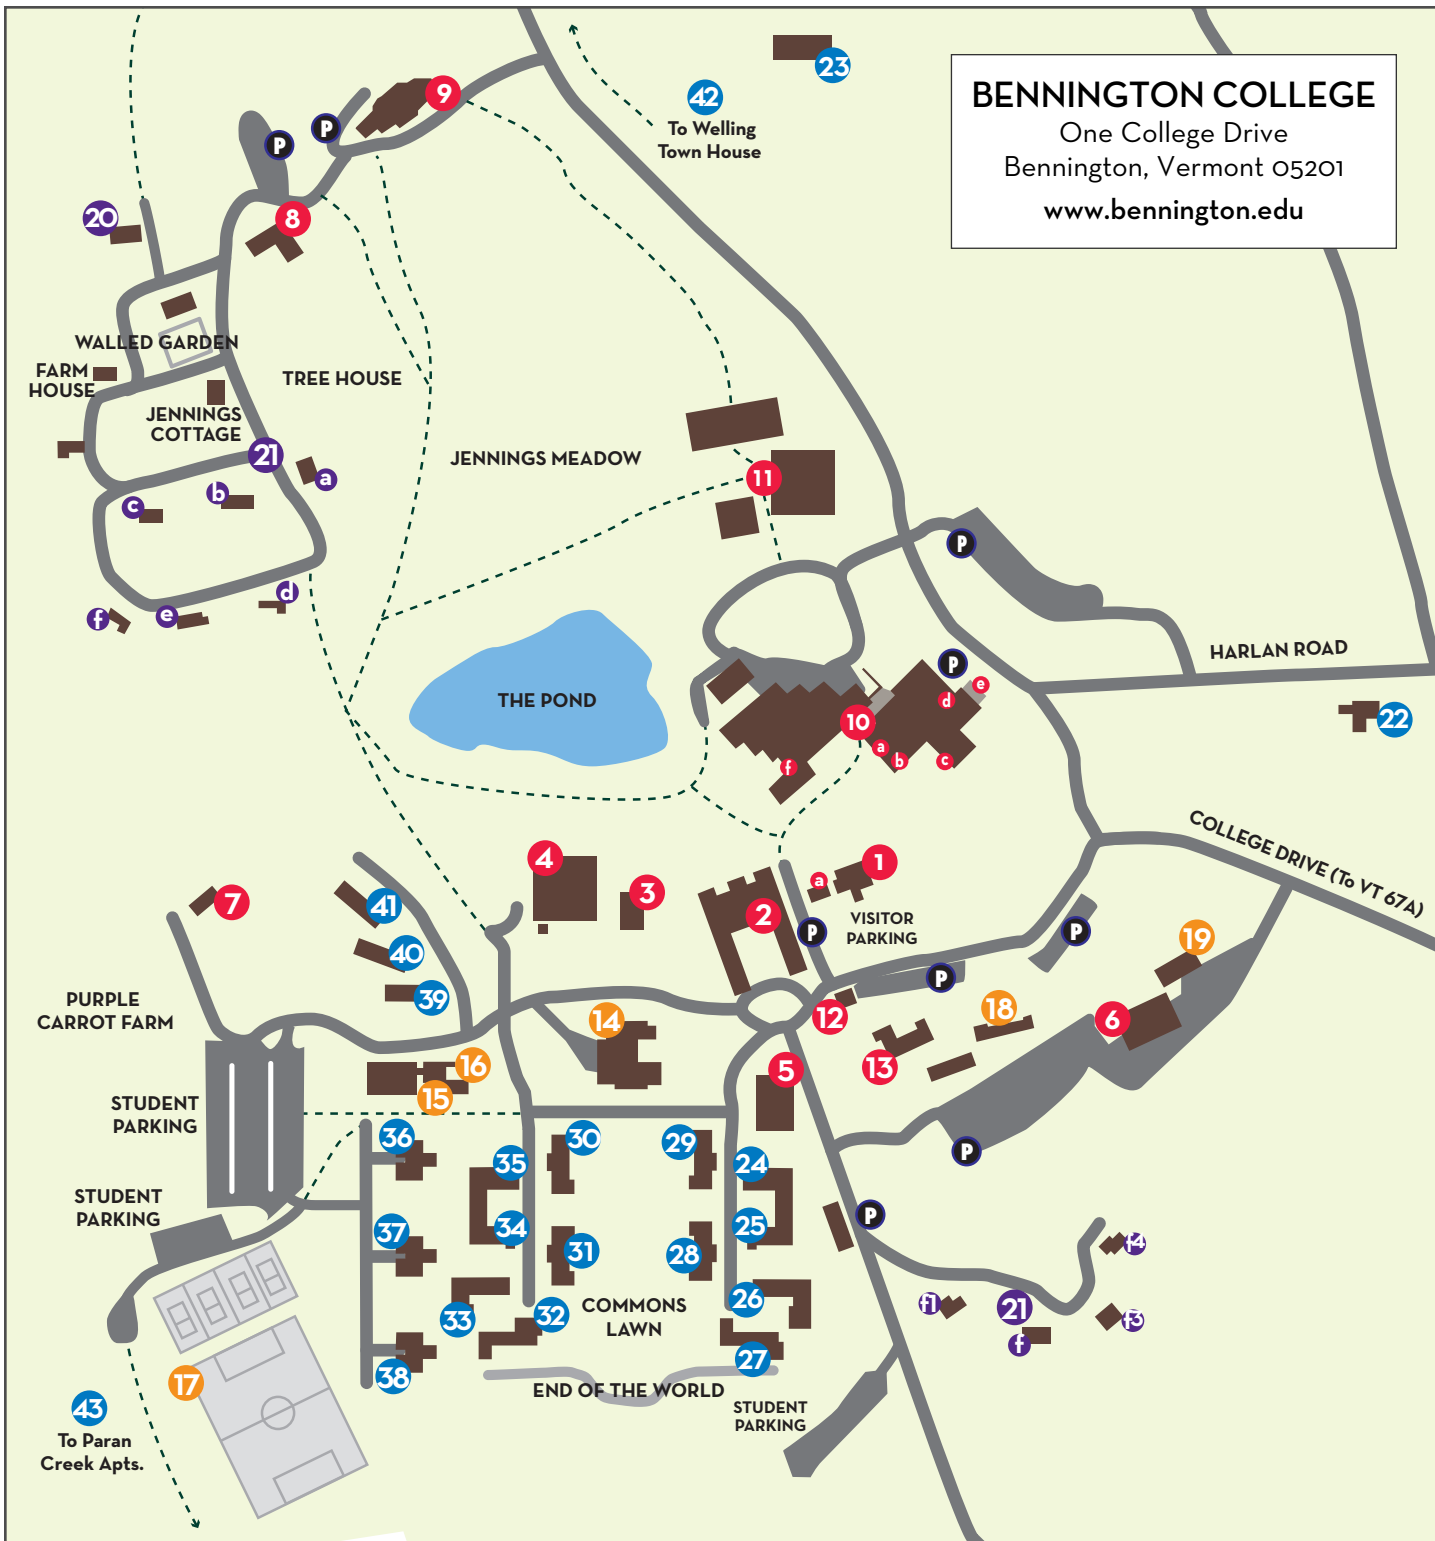 BENNINGTON COLLEGE
One College Drive
Bennington, Vermont 05201
www.bennington.edu
23
42
To Welling
Town House
9
P
P
8
20
WALLED GARDEN
FARM
HOUSE
TREE HOUSE
JENNINGS
COTTAGE
21
a
b
c
d
e
f
JENNINGS MEADOW
11
P
HARLAN ROAD
22
THE POND
P
e
d
10
a
b
c
f
COLLEGE DRIVE (To VT 67A)
4
3
2
1
a
VISITOR
PARKING
P
P
P
7
41
40
39
PURPLE
CARROT FARM
19
18
6
12
13
14
5
16
15
STUDENT
PARKING
P
36
35
30
29
24
STUDENT
PARKING
37
34
31
28
25
P
f4
33
32
COMMONS
LAWN
26
f1
21
f
f3
38
27
17
END OF THE WORLD
STUDENT
PARKING
43
To Paran
Creek Apts.